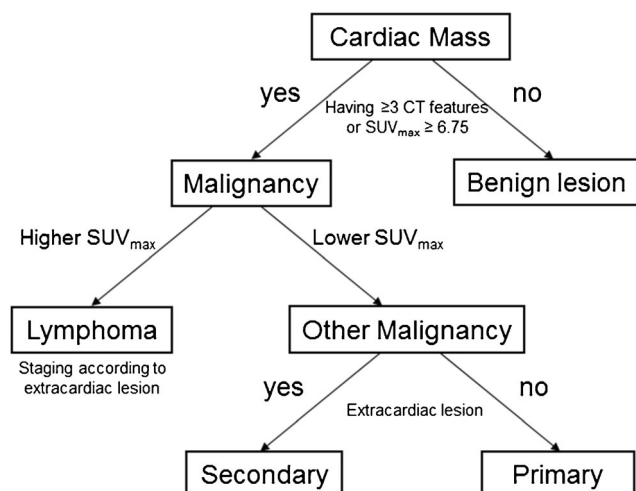 Cardiac Mass
yes
Having ≥3 CT features
or SUVmax ≥ 6.75
no
Malignancy
Benign lesion
Higher SUVmax
Lower SUVmax
Lymphoma
Other Malignancy
Staging according to
extracardiac lesion
yes
Extracardiac lesion
no
Secondary
Primary